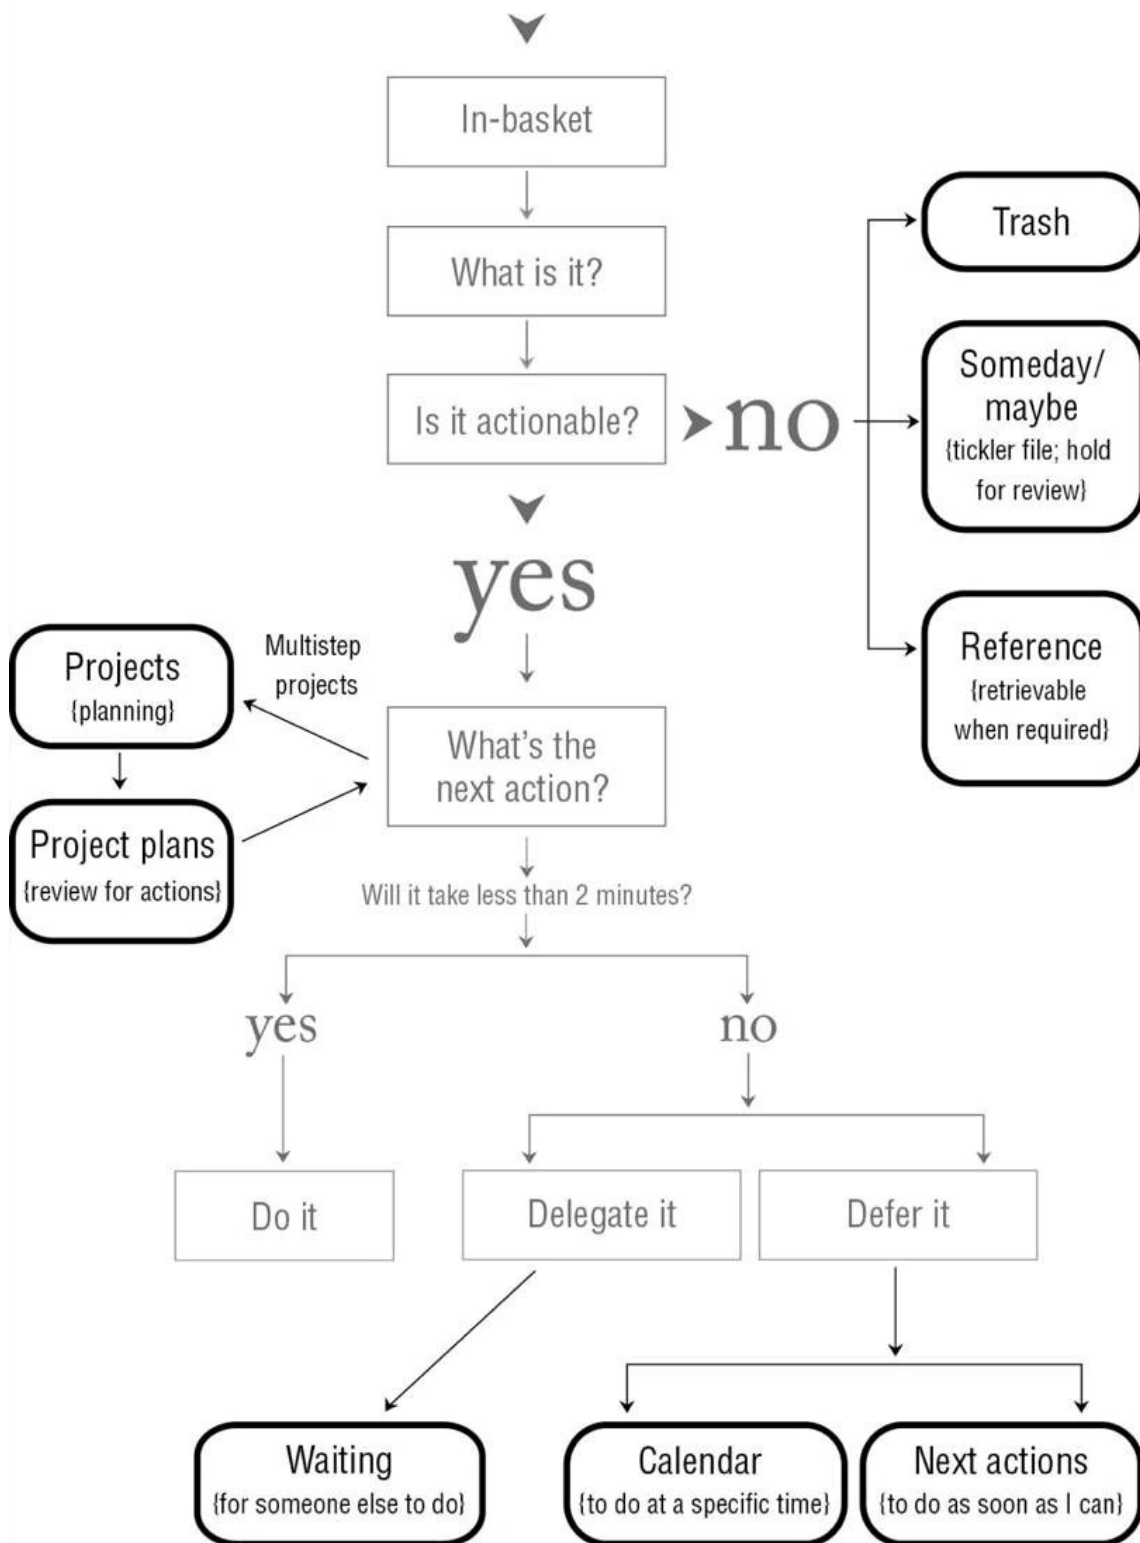 In-basket
What is it?
Is it actionable?
no
Trash
Someday/
maybe
{tickler file; hold
for review}
Reference
{retrievable
when required}
yes
Multistep
projects
Projects
{planning}
Project plans
{review for actions}
What's the
next action?
Will it take less than 2 minutes?
yes
no
Do it
Delegate it
Defer it
Waiting
{for someone else to do}
Calendar
{to do at a specific time}
Next actions
{to do as soon as I can}